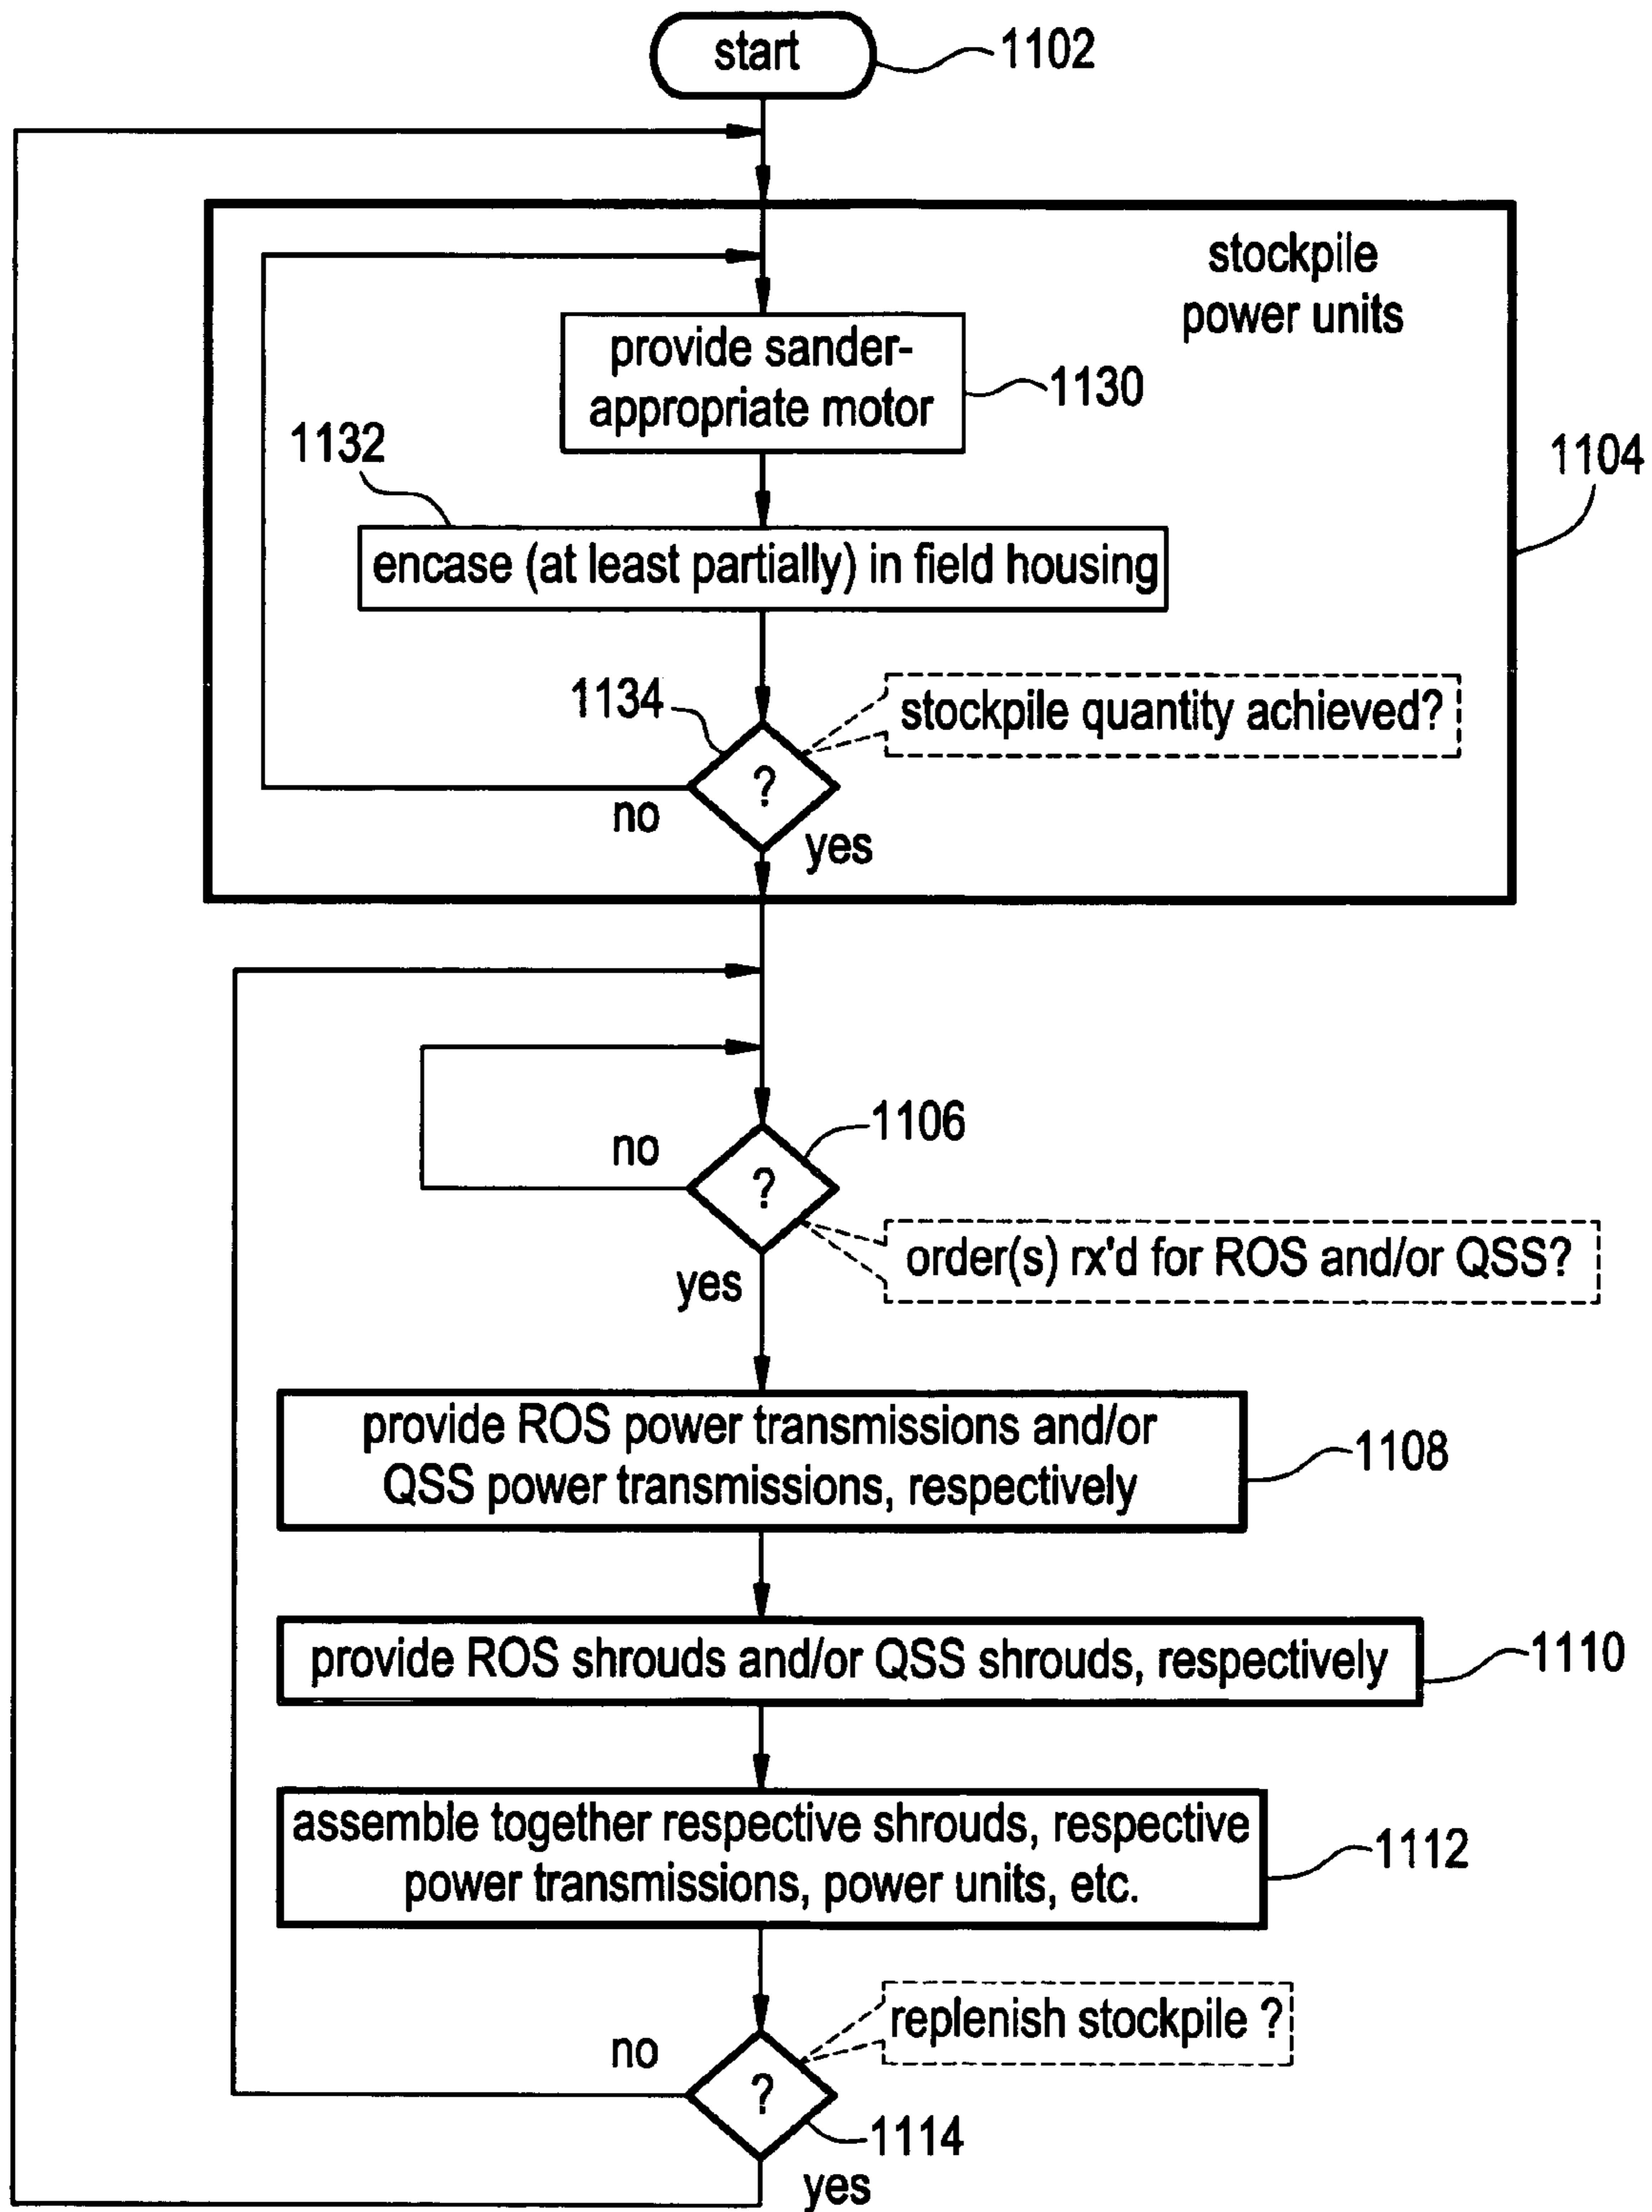 start
1102
stockpile
power units
provide sander-
appropriate motor
1130
1132
1104
encase (at least partially) in field housing
1134
stockpile quantity achieved?
?
no
yes
1106
no
?
order(s) rx'd for ROS and/or QSS?
yes
provide ROS power transmissions and/or
QSS power transmissions, respectively
1108
provide ROS shrouds and/or QSS shrouds, respectively
1110
assemble together respective shrouds, respective
power transmissions, power units, etc.
1112
replenish stockpile ?
no
?
1114
yes